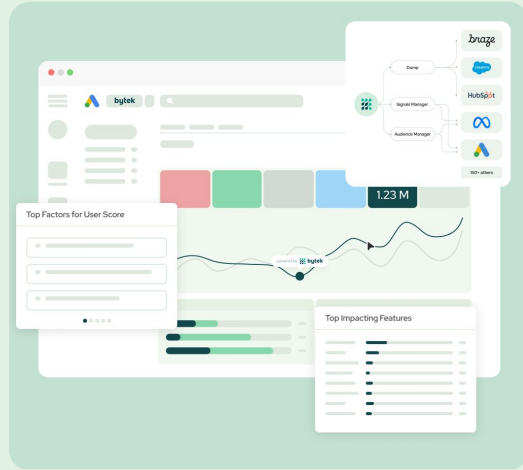 braze
Dump
salesforce
HubSpot
bytek
Signals Manager
Audience Manager
150+ others
1.23 M
Top Factors for User Score
powered by bytek
Top Impacting Features